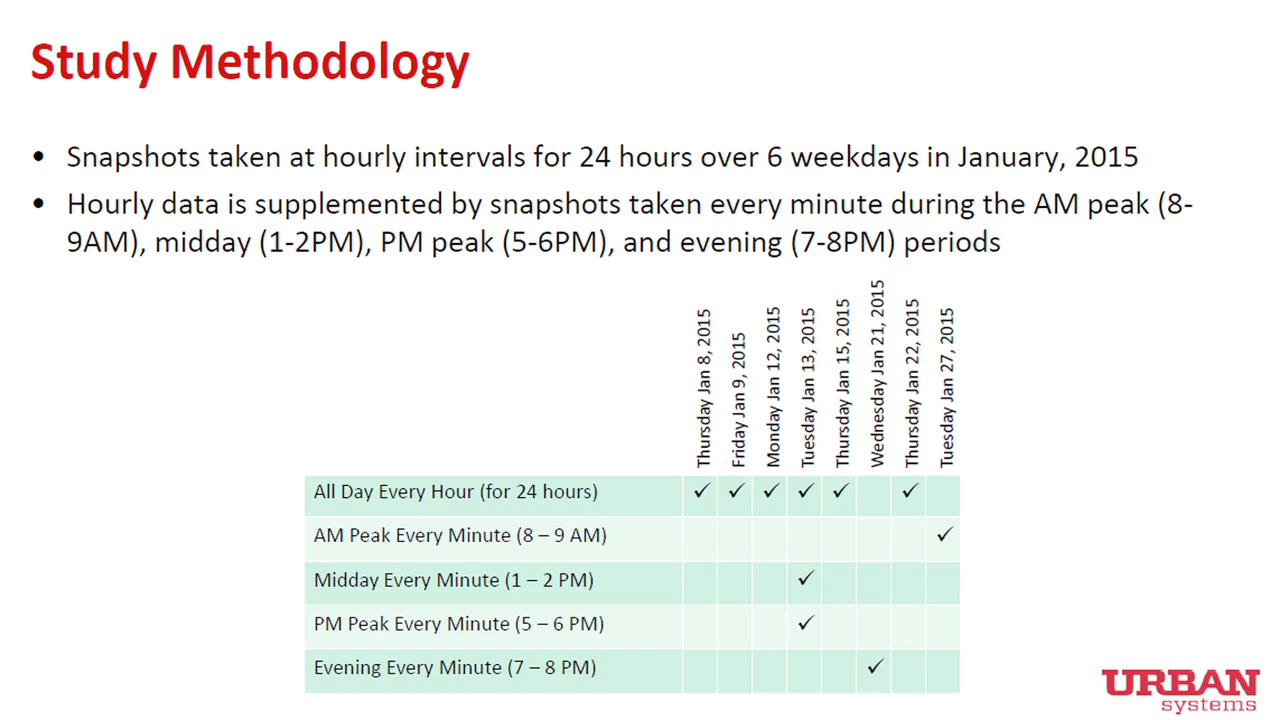 Study Methodology
• Snapshots taken at hourly intervals for 24 hours over 6 weekdays in January, 2015
• Hourly data is supplemented by snapshots taken every minute during the AM peak (8-
9AM), midday (1-2PM), PM peak (5-6PM), and evening (7-8PM) periods
Thursday Jan 8, 2015
Friday Jan 9, 2015
Monday Jan 12, 2015
Tuesday Jan 13, 2015
Thursday Jan 15, 2015
Wednesday Jan 21, 2015
Thursday Jan 22, 2015
Tuesday Jan 27, 2015
All Day Every Hour (for 24 hours) ✓ ✓ ✓ ✓ ✓ ✓
AM Peak Every Minute (8 – 9 AM) ✓
Midday Every Minute (1 – 2 PM) ✓
PM Peak Every Minute (5 – 6 PM) ✓
Evening Every Minute (7 – 8 PM) ✓
URBAN
systems